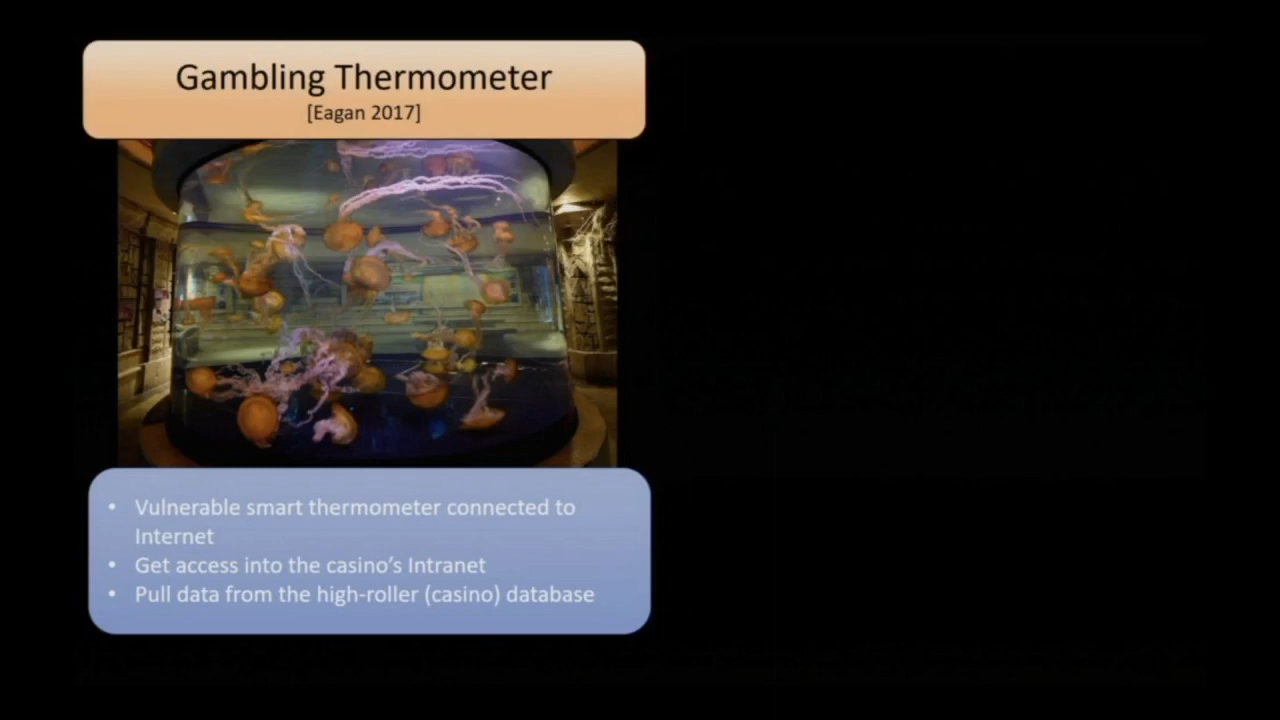 Gambling Thermometer
[Eagan 2017]
• Vulnerable smart thermometer connected to
Internet
• Get access into the casino’s Intranet
• Pull data from the high-roller (casino) database